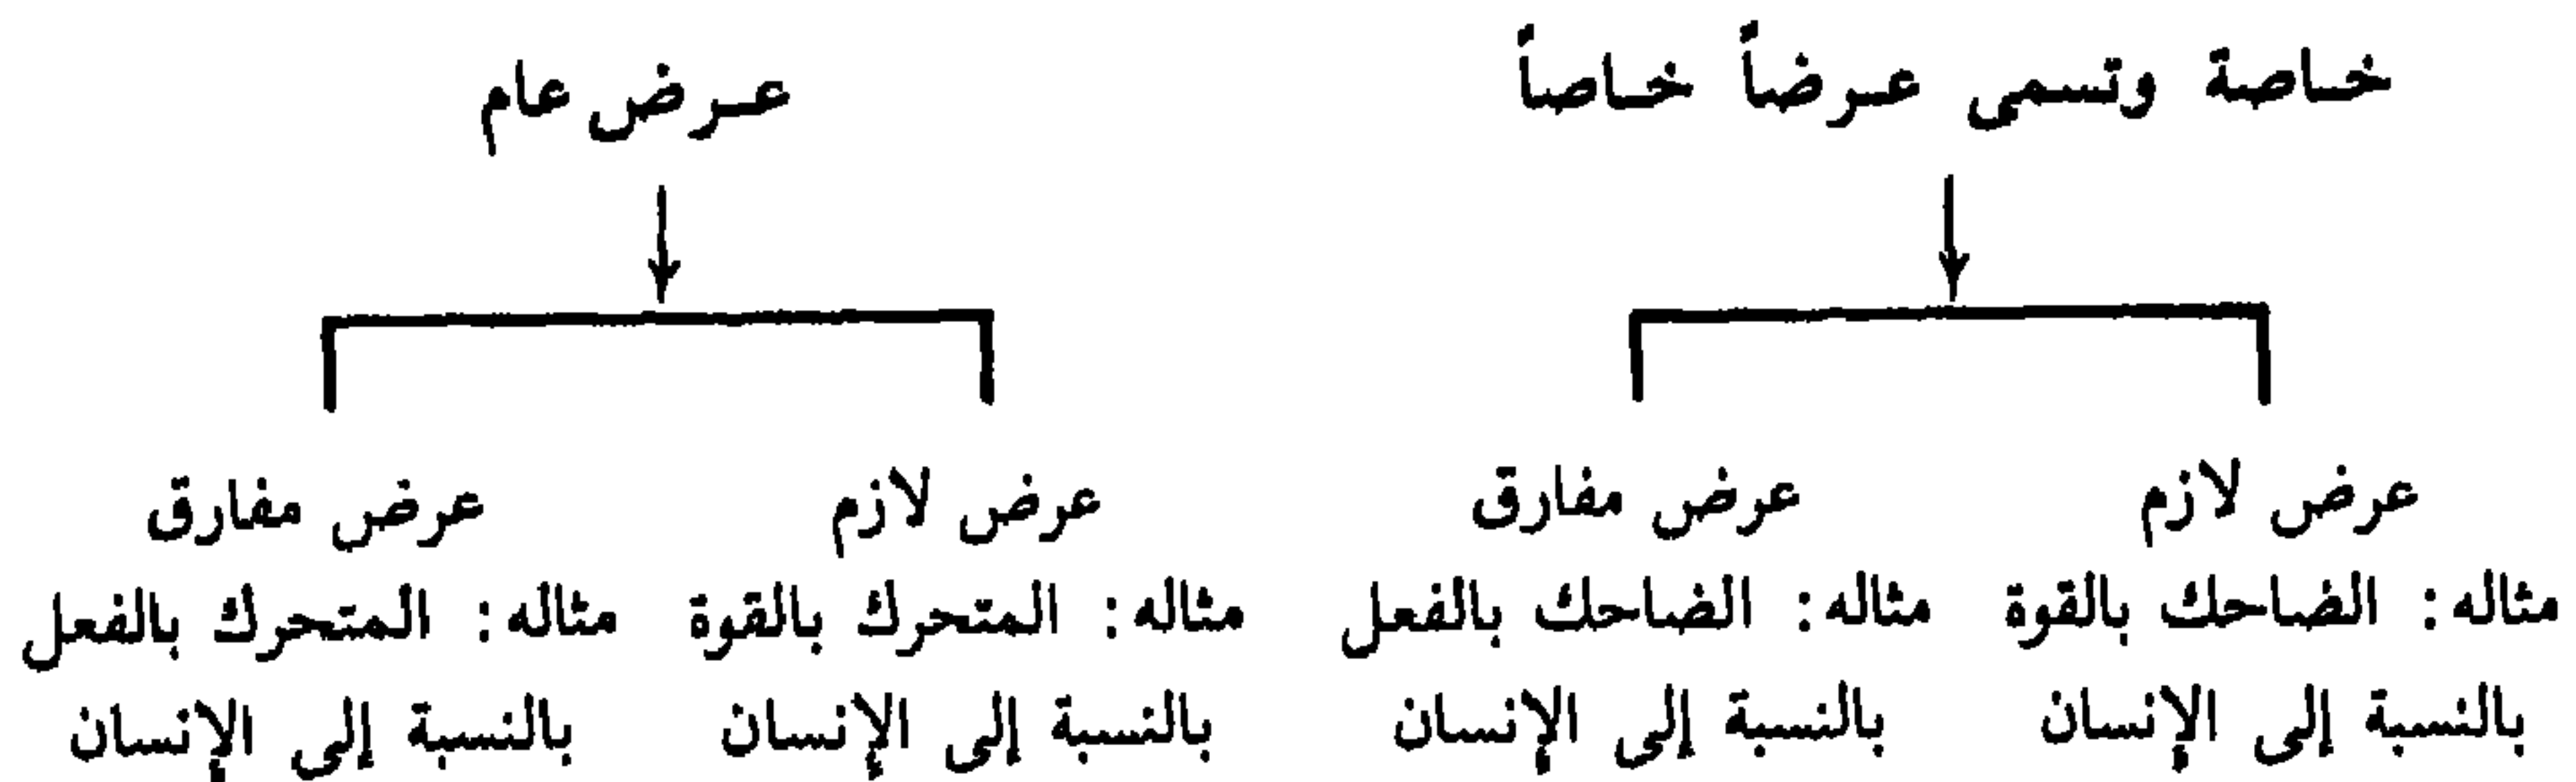 خاصة وتسمى عرضاً خاصاً
عرض عام
عرض لازم
مثاله: الضاحك بالقوة
بالنسبة إلى الإنسان
عرض مفارق
مثاله: الضاحك بالفعل
بالنسبة إلى الإنسان
عرض لازم
مثاله: المتحرك بالقوة
بالنسبة إلى الإنسان
عرض مفارق
مثاله: المتحرك بالفعل
بالنسبة إلى الإنسان